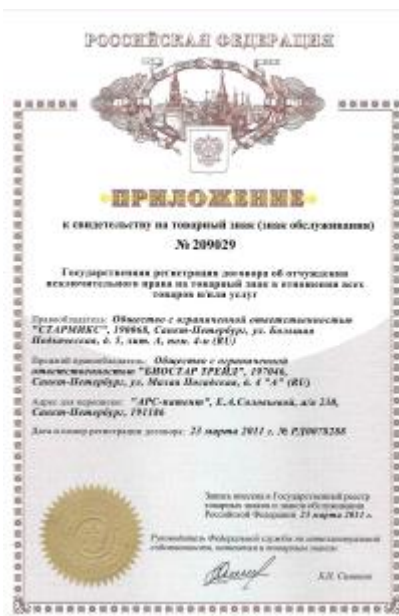 РОССИЙСКАЯ ФЕДЕРАЦИЯ
ПРИЛОЖЕНИЕ
к свидетельству на товарный знак (знак обслуживания)
№ 209029
Государственная регистрация договора об отчуждении
исключительного права на товарный знак в отношении всех
товаров и/или услуг
Правообладатель: Общество с ограниченной ответственностью
"СТАРМИКС", 190068, Санкт-Петербург, ул. Большая
Подьяческая, д. 5, лит. А, пом. 4-н (RU)
Прежний правообладатель: Общество с ограниченной
ответственностью "БИОСТАР ТРЕЙД", 197046,
Санкт-Петербург, ул. Малая Посадская, д. 4 "А" (RU)
Адрес для переписки: "АРС-патент", Е.А.Соловьевой, а/я 230,
Санкт-Петербург, 191186
Дата и номер регистрации договора: 23 марта 2011 г. № РД0078288
Запись внесена в Государственный реестр
товарных знаков и знаков обслуживания
Российской Федерации 23 марта 2011 г.
Руководитель Федеральной службы по интеллектуальной
собственности, патентам и товарным знакам
Б.П. Симонов